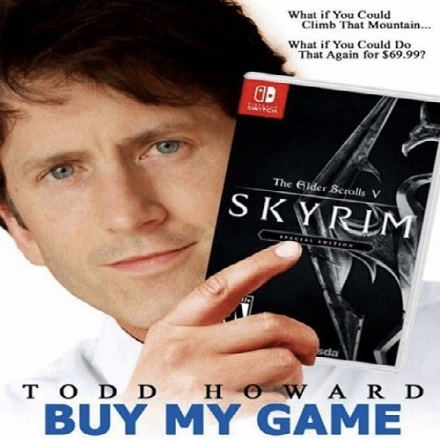 What if You Could
Climb That Mountain...
What if You Could Do
That Again for $69.99?
SWITCH
The Elder Scrolls V
SKYRIM
SPECIAL EDITION
sda
TODD HOWARD
BUY MY GAME